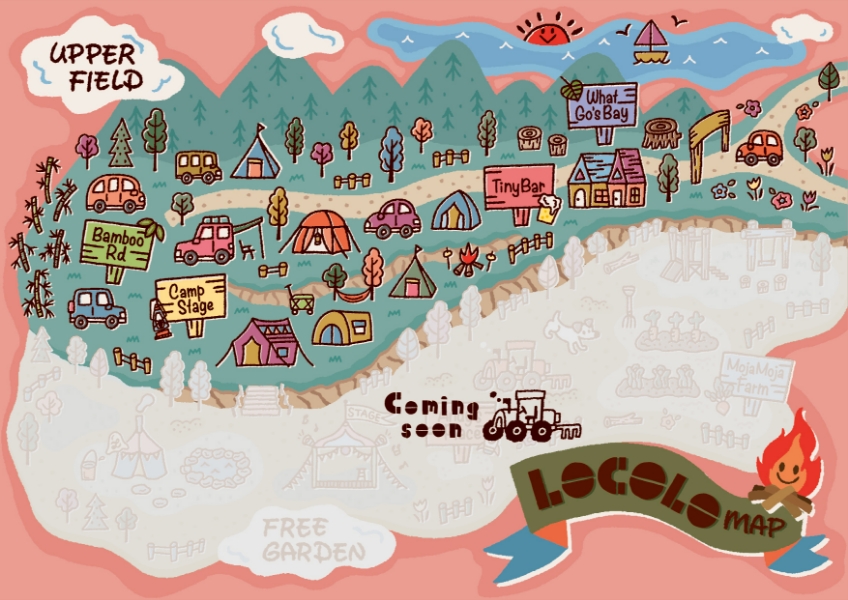 UPPER
FIELD
What
Go's Bay
Tiny Bar
Bamboo
Rd
Camp
Stage
MojaMoja
Farm
Coming
soon
STAGE
LOCOLO MAP
FREE
GARDEN